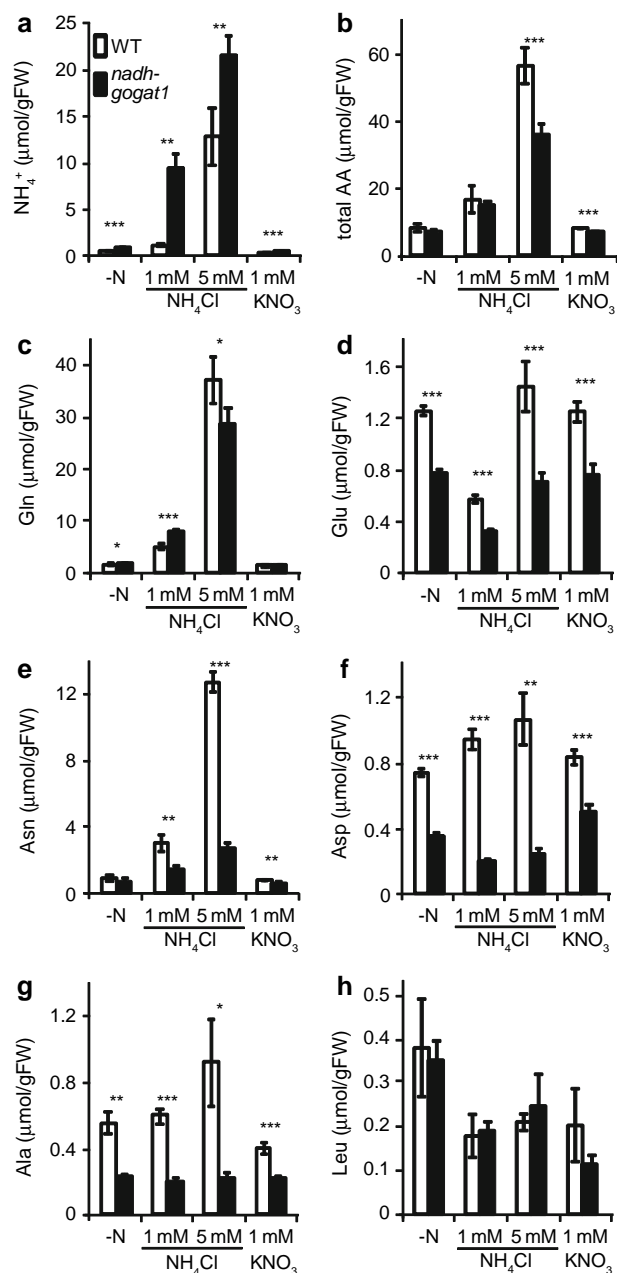 a
WT
nadh-
gogat1
NH₄⁺ (μmol/gFW)
25
20
15
10
5
0
***
**
**
***
-N
1 mM
5 mM
1 mM
NH₄Cl
KNO₃
b
total AA (μmol/gFW)
60
40
20
0
***
***
-N
1 mM
5 mM
1 mM
NH₄Cl
KNO₃
c
Gln (μmol/gFW)
40
30
20
10
0
*
***
*
-N
1 mM
5 mM
1 mM
NH₄Cl
KNO₃
d
Glu (μmol/gFW)
1.6
1.2
0.8
0.4
0
***
***
***
***
-N
1 mM
5 mM
1 mM
NH₄Cl
KNO₃
e
Asn (μmol/gFW)
12
8
4
0
**
***
**
-N
1 mM
5 mM
1 mM
NH₄Cl
KNO₃
f
Asp (μmol/gFW)
1.2
0.8
0.4
0
***
***
**
***
-N
1 mM
5 mM
1 mM
NH₄Cl
KNO₃
g
Ala (μmol/gFW)
1.2
0.8
0.4
0
**
***
*
***
-N
1 mM
5 mM
1 mM
NH₄Cl
KNO₃
h
Leu (μmol/gFW)
0.5
0.4
0.3
0.2
0.1
0
-N
1 mM
5 mM
1 mM
NH₄Cl
KNO₃